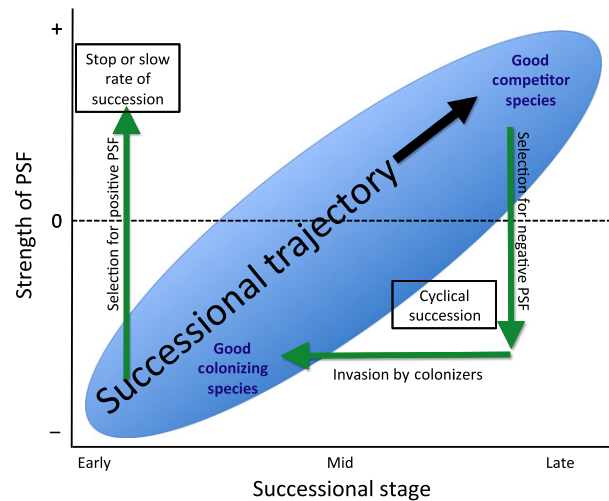 +
Stop or slow
rate of
succession
Good
competitor
species
Selection for positive PSF
Selection for negative PSF
Strength of PSF
0
Successional trajectory
Cyclical
succession
Good
colonizing
species
Invasion by colonizers
–
Early
Mid
Late
Successional stage